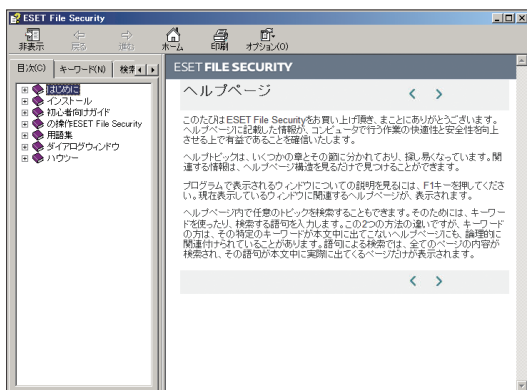 ESET File Security
非表示 戻る 進む ホーム 印刷 オプション(O)
目次(C) キーワード(N) 検索
はじめに
インストール
初心者向けガイド
の操作ESET File Security
用語集
ダイアログウィンドウ
ハウツー
ESET FILE SECURITY
ヘルプページ
このたびはESET File Securityをお買い上げ頂き、まことにありがとうございます。
ヘルプページに記載した情報が、コンピュータで行う作業の快適性と安全性を向上
させる上で有益であることを確信いたします。
ヘルプトピックは、いくつかの章とその節に分かれており、探し易くなっています。関
連する情報は、ヘルプページ構造を見るだけで見つけることができます。
プログラムで表示されるウィンドウについての説明を見るには、F1キーを押してくださ
い。現在表示しているウィンドウに関連するヘルプページが、表示されます。
ヘルプページ内で任意のトピックを検索することもできます。そのためには、キーワー
ドを使ったり、検索する語句を入力します。この2つの方法の違いですが、キーワード
の方は、その特定のキーワードが本文中に出てこないヘルプページにも、論理的に
関連付けられていることがあります。語句による検索では、全てのページの内容が
検索され、その語句が本文中に実際に出てくるページだけが表示されます。